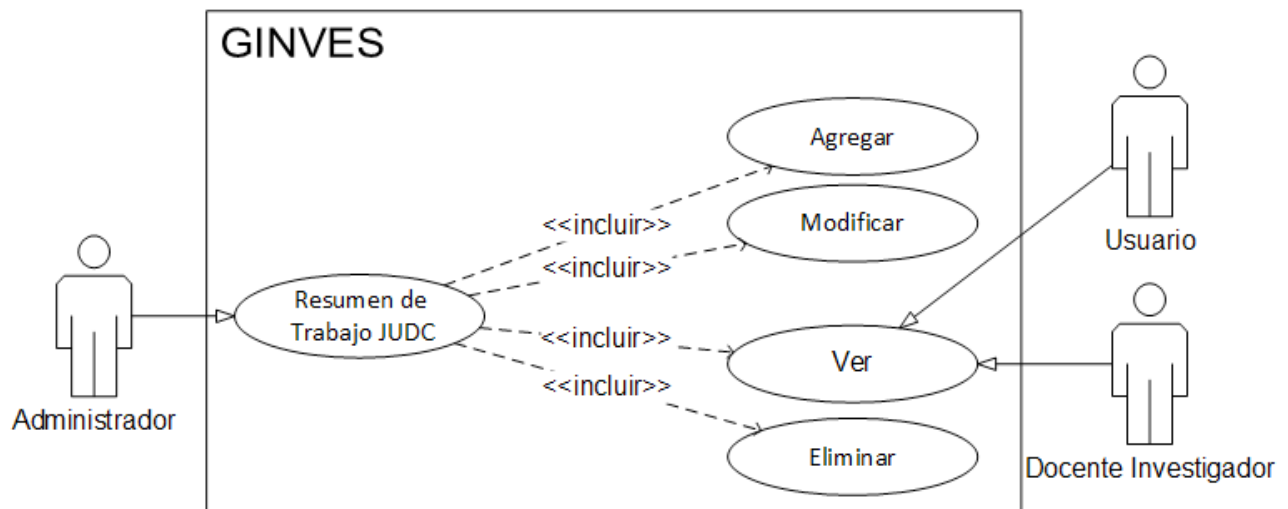 GINVES
Agregar
Modificar
<<incluir>>
<<incluir>>
Usuario
Resumen de
Trabajo JUDC
<<incluir>>
<<incluir>>
Ver
Administrador
Eliminar
Docente Investigador